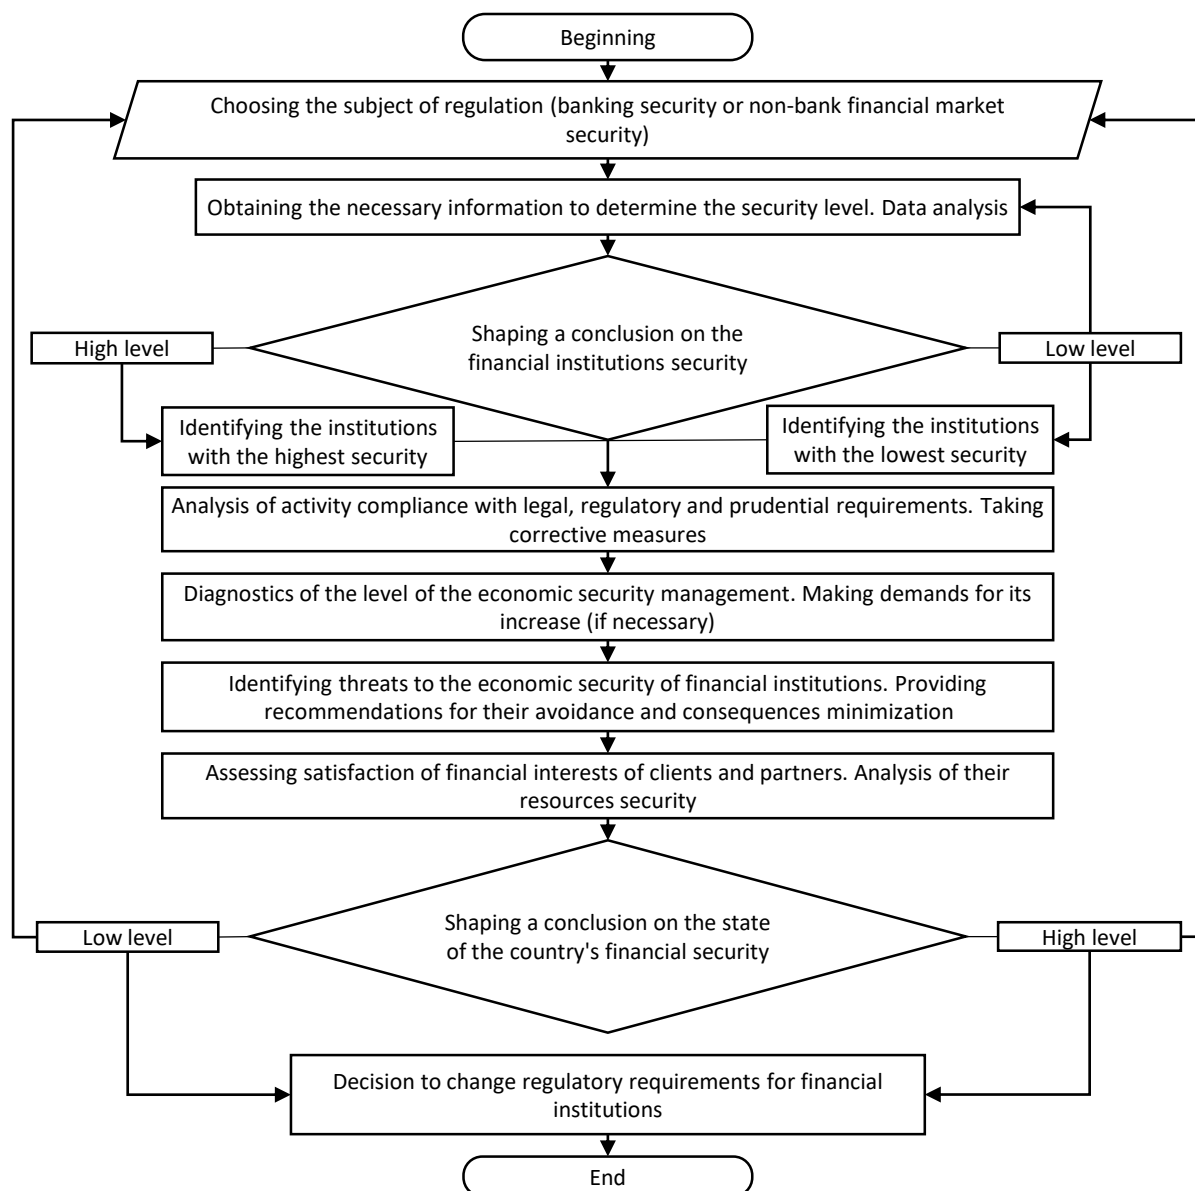 Beginning
Choosing the subject of regulation (banking security or non-bank financial market
security)
Obtaining the necessary information to determine the security level. Data analysis
Shaping a conclusion on the
financial institutions security
High level
Low level
Identifying the institutions
with the highest security
Identifying the institutions
with the lowest security
Analysis of activity compliance with legal, regulatory and prudential requirements. Taking
corrective measures
Diagnostics of the level of the economic security management. Making demands for its
increase (if necessary)
Identifying threats to the economic security of financial institutions. Providing
recommendations for their avoidance and consequences minimization
Assessing satisfaction of financial interests of clients and partners. Analysis of their
resources security
Shaping a conclusion on the state
of the country's financial security
Low level
High level
Decision to change regulatory requirements for financial
institutions
End